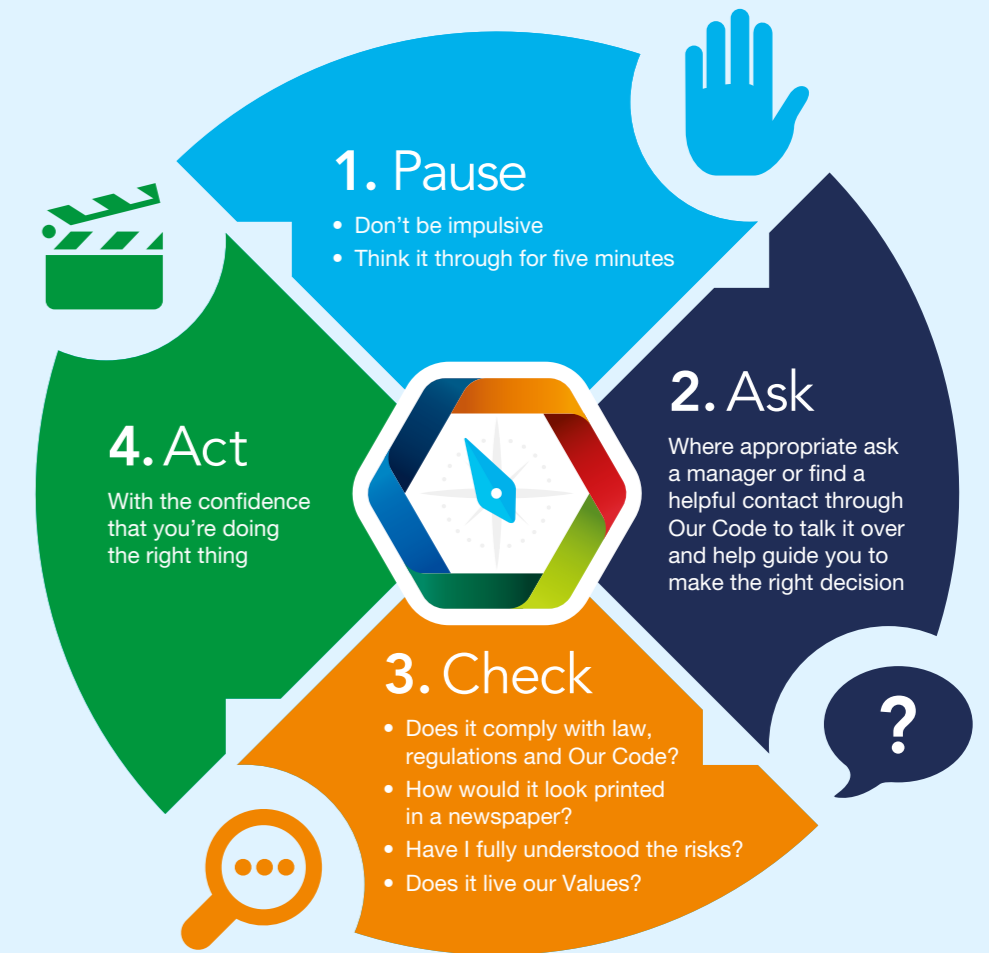 1. Pause
• Don't be impulsive
• Think it through for five minutes
2. Ask
Where appropriate ask
a manager or find a
helpful contact through
Our Code to talk it over
and help guide you to
make the right decision
?
3. Check
• Does it comply with law,
regulations and Our Code?
• How would it look printed
in a newspaper?
• Have I fully understood the risks?
• Does it live our Values?
4. Act
With the confidence
that you're doing
the right thing